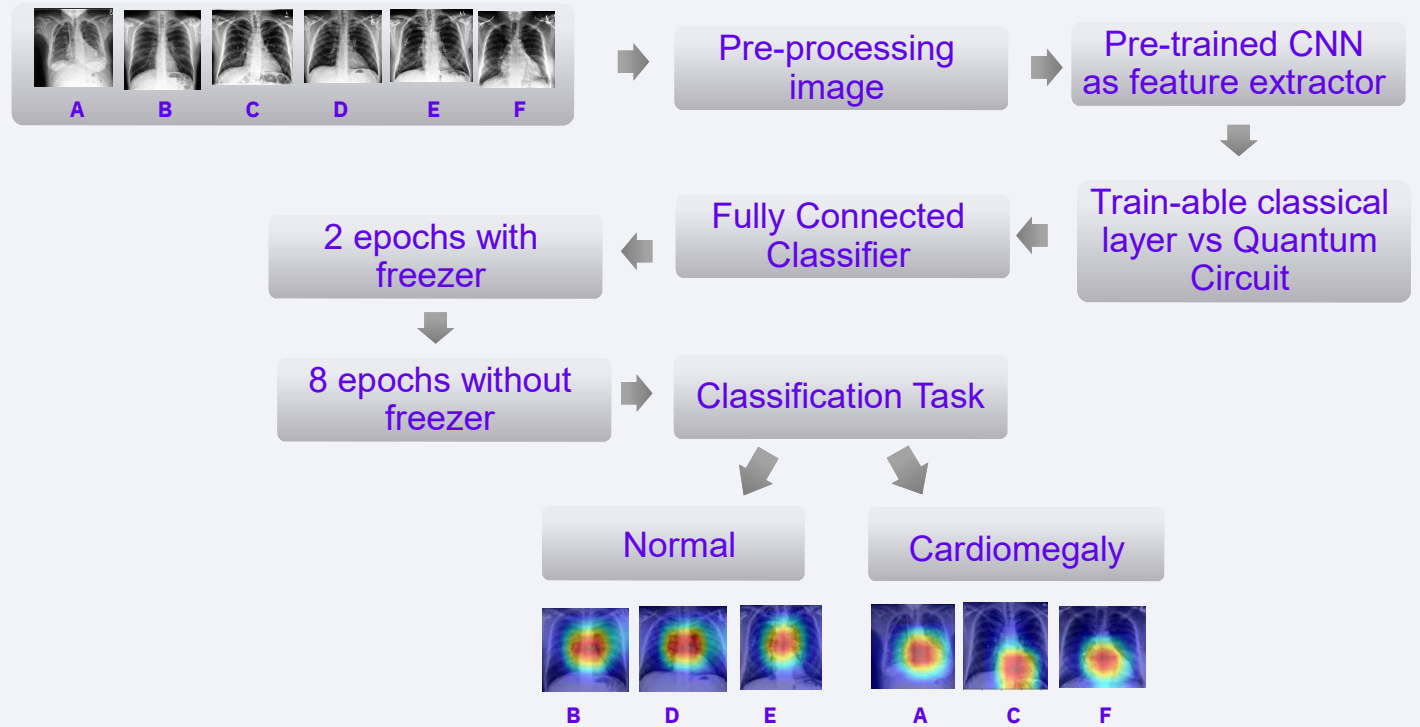 A B C D E F
Pre-processing
image
Pre-trained CNN
as feature extractor
Train-able classical
layer vs Quantum
Circuit
Fully Connected
Classifier
2 epochs with
freezer
8 epochs without
freezer
Classification Task
Normal
Cardiomegaly
B D E
A C F